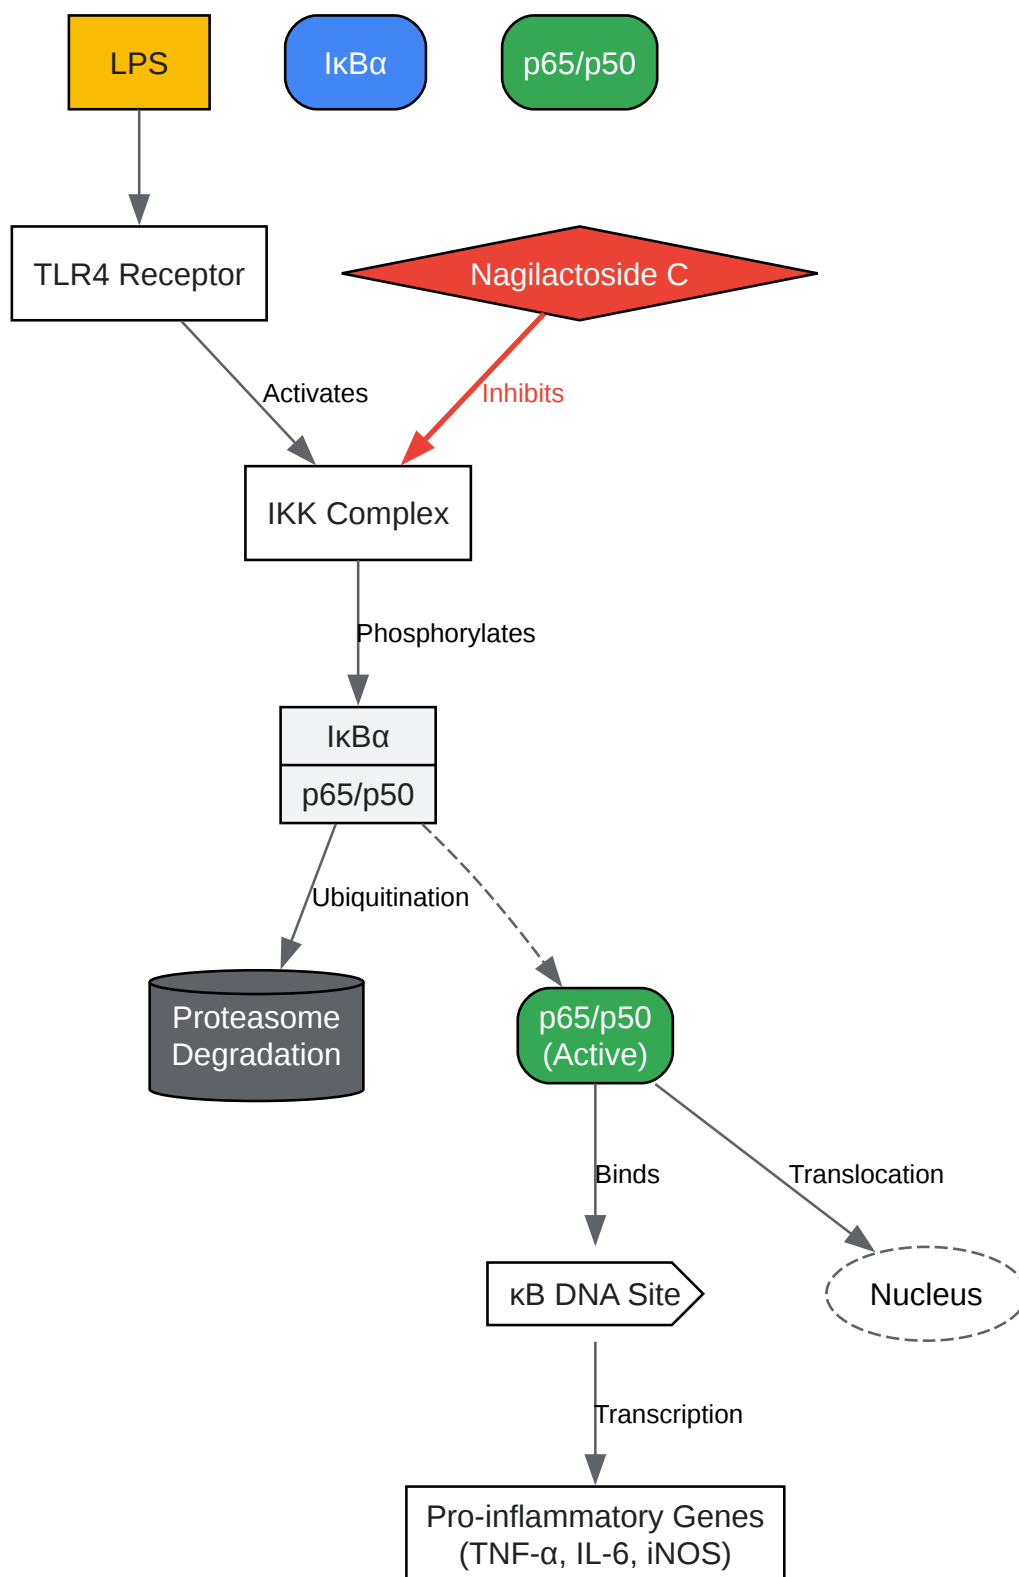 LPS
IκBα
p65/p50
TLR4 Receptor
Nagilactoside C
Activates
Inhibits
IKK Complex
Phosphorylates
IκBα
p65/p50
Ubiquitination
Proteasome
Degradation
p65/p50
(Active)
Binds
Translocation
κB DNA Site
Nucleus
Transcription
Pro-inflammatory Genes
(TNF-α, IL-6, iNOS)